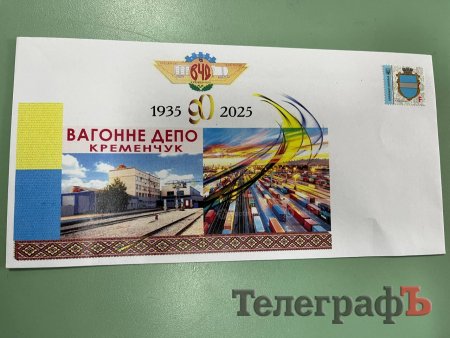 ВЧД
1935 90 2025
ВАГОННЕ ДЕПО
КРЕМЕНЧУК
ТелеграфЪ